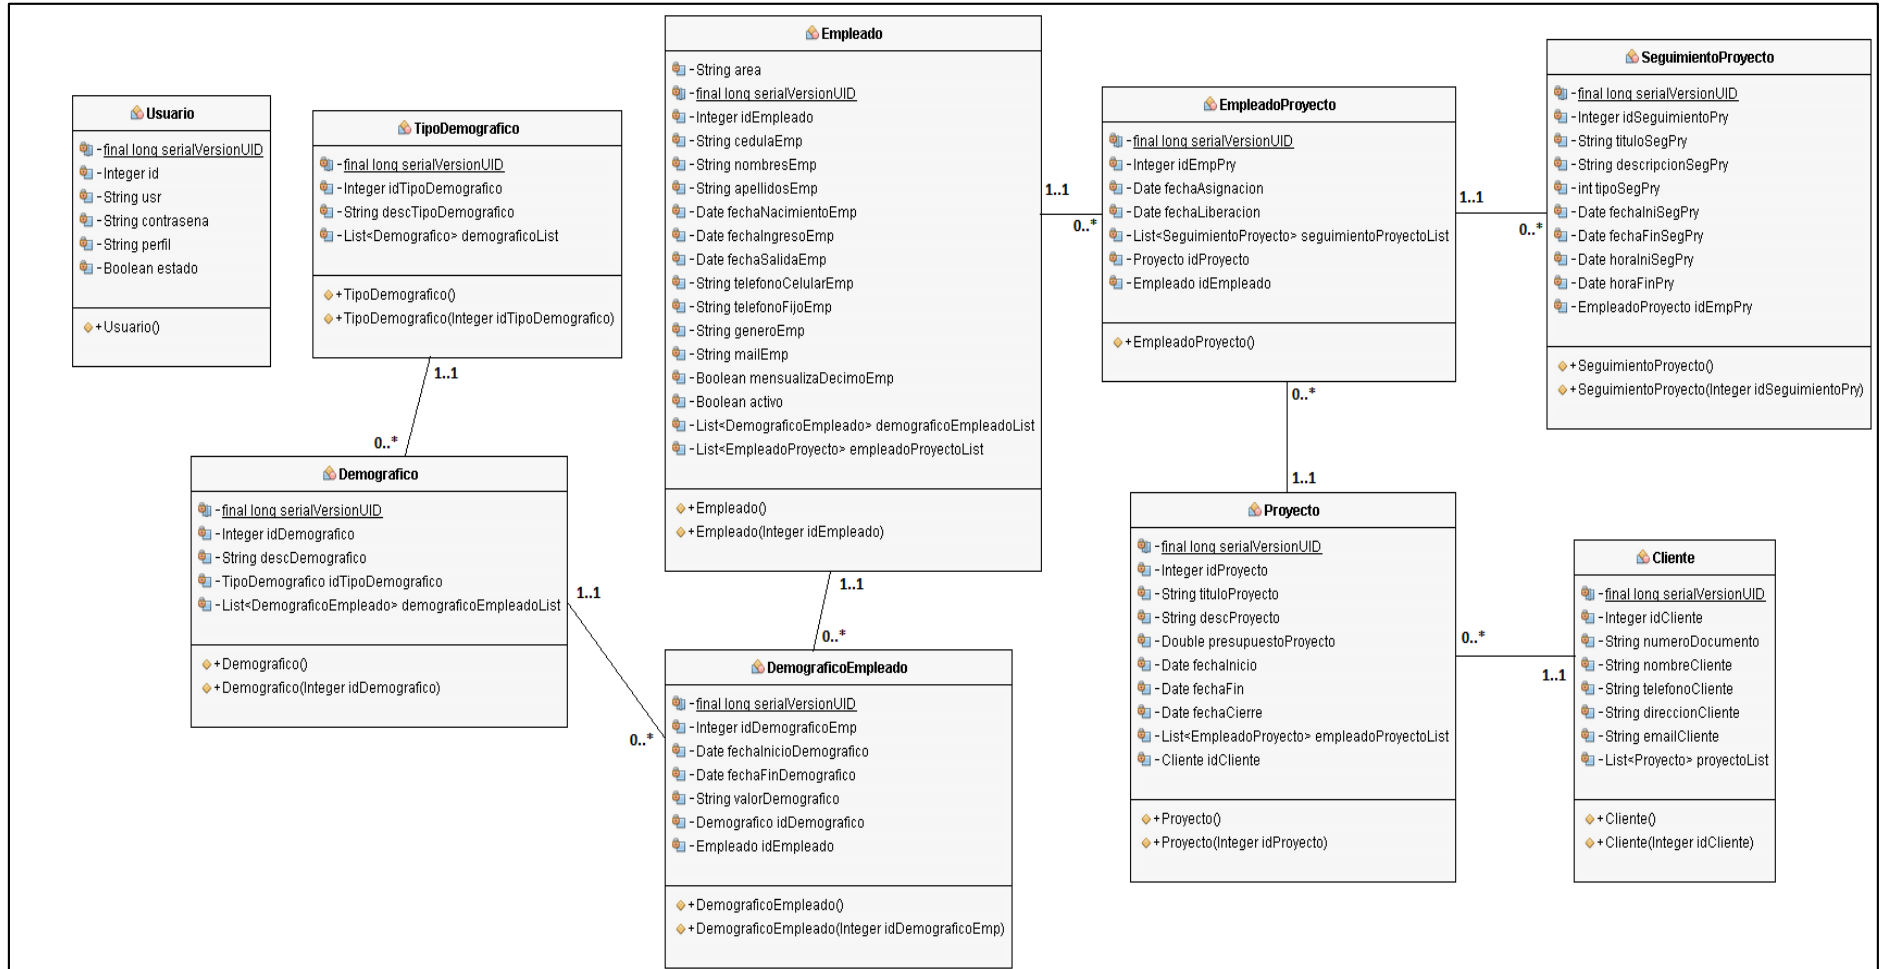 Usuario
-final long serialVersionUID
-Integer id
-String usr
-String contrasena
-String perfil
-Boolean estado
+Usuario()
TipoDemografico
-final long serialVersionUID
-Integer idTipoDemografico
-String descTipoDemografico
-List<Demografico> demograficoList
+TipoDemografico()
+TipoDemografico(Integer idTipoDemografico)
1..1
0..*
Demografico
-final long serialVersionUID
-Integer idDemografico
-String descDemografico
-TipoDemografico idTipoDemografico
-List<DemograficoEmpleado> demograficoEmpleadoList
+Demografico()
+Demografico(Integer idDemografico)
1..1
0..*
Empleado
-String area
-final long serialVersionUID
-Integer idEmpleado
-String cedulaEmp
-String nombresEmp
-String apellidosEmp
-Date fechaNacimientoEmp
-Date fechaIngresoEmp
-Date fechaSalidaEmp
-String telefonoCelularEmp
-String telefonoFijoEmp
-String generoEmp
-String mailEmp
-Boolean mensualizaDecimoEmp
-Boolean activo
-List<DemograficoEmpleado> demograficoEmpleadoList
-List<EmpleadoProyecto> empleadoProyectoList
+Empleado()
+Empleado(Integer idEmpleado)
1..1
0..*
DemograficoEmpleado
-final long serialVersionUID
-Integer idDemograficoEmp
-Date fechaInicioDemografico
-Date fechaFinDemografico
-String valorDemografico
-Demografico idDemografico
-Empleado idEmpleado
+DemograficoEmpleado()
+DemograficoEmpleado(Integer idDemograficoEmp)
1..1
0..*
EmpleadoProyecto
-final long serialVersionUID
-Integer idEmpPry
-Date fechaAsignacion
-Date fechaLiberacion
-List<SeguimientoProyecto> seguimientoProyectoList
-Proyecto idProyecto
-Empleado idEmpleado
+EmpleadoProyecto()
1..1
0..*
SeguimientoProyecto
-final long serialVersionUID
-Integer idSeguimientoPry
-String tituloSegPry
-String descripcionSegPry
-int tipoSegPry
-Date fechaIniSegPry
-Date fechaFinSegPry
-Date horaIniSegPry
-Date horaFinPry
-EmpleadoProyecto idEmpPry
+SeguimientoProyecto()
+SeguimientoProyecto(Integer idSeguimientoPry)
0..*
1..1
Proyecto
-final long serialVersionUID
-Integer idProyecto
-String tituloProyecto
-String descProyecto
-Double presupuestoProyecto
-Date fechaInicio
-Date fechaFin
-Date fechaCierre
-List<EmpleadoProyecto> empleadoProyectoList
-Cliente idCliente
+Proyecto()
+Proyecto(Integer idProyecto)
0..*
1..1
Cliente
-final long serialVersionUID
-Integer idCliente
-String numeroDocumento
-String nombreCliente
-String telefonoCliente
-String direccionCliente
-String emailCliente
-List<Proyecto> proyectoList
+Cliente()
+Cliente(Integer idCliente)